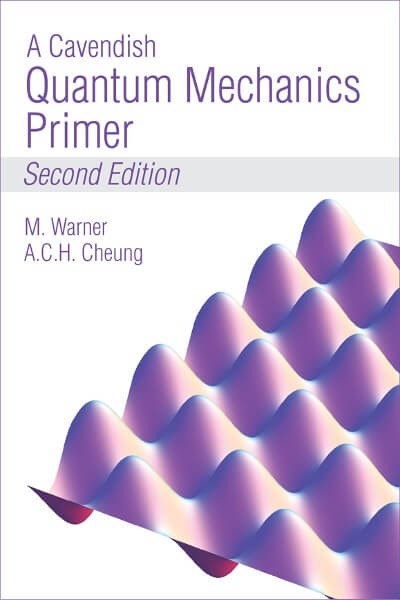 A Cavendish
Quantum Mechanics
Primer
Second Edition
M. Warner
A.C.H. Cheung